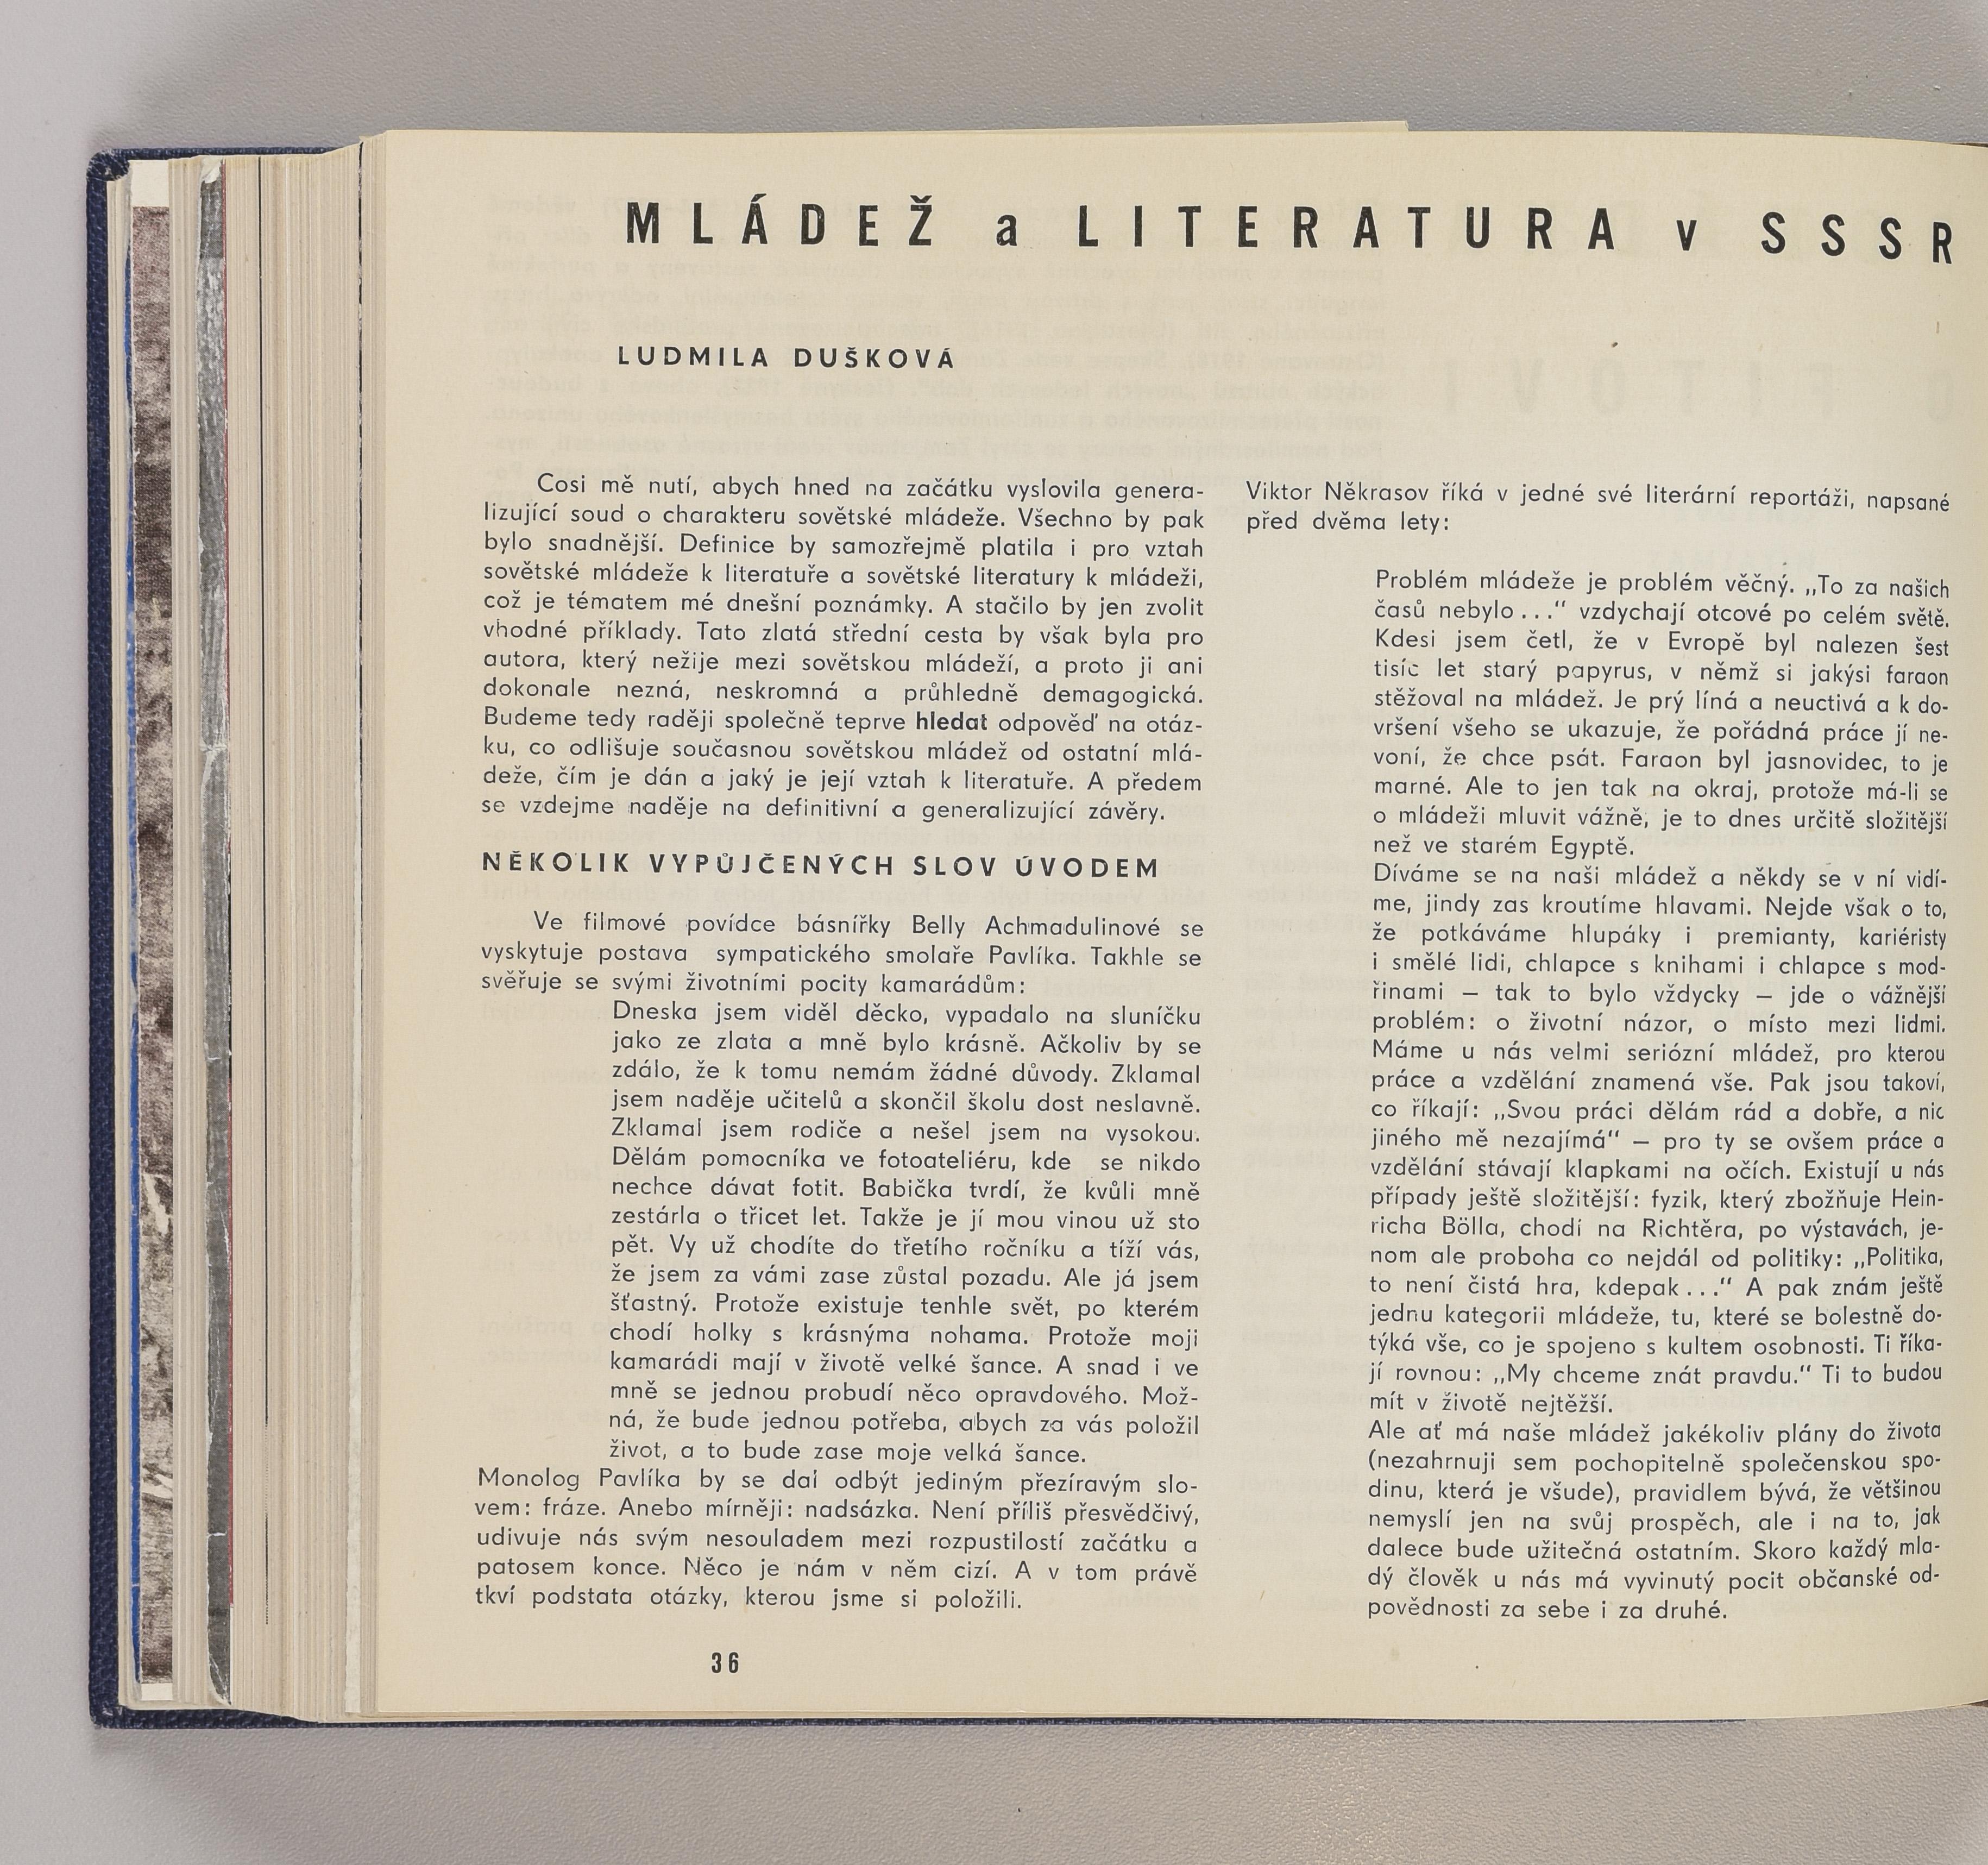 MLÁDEŽ a LITERATURA v SSSR
LUDMILA DUŠKOVÁ
Cosi mě nutí, abych hned na začátku vyslovila genera-
lizující soud o charakteru sovětské mládeže. Všechno by pak
bylo snadnější. Definice by samozřejmě platila i pro vztah
sovětské mládeže k literatuře a sovětské literatury k mládeži,
což je tématem mé dnešní poznámky. A stačilo by jen zvolit
vhodné příklady. Tato zlatá střední cesta by však byla pro
autora, který nežije mezi sovětskou mládeží, a proto ji ani
dokonale nezná, neskromná a průhledně demagogická.
Budeme tedy raději společně teprve hledat odpověď na otáz-
ku, co odlišuje současnou sovětskou mládež od ostatní mlá-
deže, čím je dán a jaký je její vztah k literatuře. A předem
se vzdejme naděje na definitivní a generalizující závěry.
NĚKOLIK VYPŮJČENÝCH SLOV ÚVODEM
Ve filmové povídce básnířky Belly Achmadulinové se
vyskytuje postava sympatického smolaře Pavlíka. Takhle se
svěřuje se svými životními pocity kamarádům:
Dneska jsem viděl děcko, vypadalo na sluníčku
jako ze zlata a mně bylo krásně. Ačkoliv by se
zdálo, že k tomu nemám žádné důvody. Zklamal
jsem naděje učitelů a skončil školu dost neslavně.
Zklamal jsem rodiče a nešel jsem na vysokou.
Dělám pomocníka ve fotoateliéru, kde se nikdo
nechce dávat fotit. Babička tvrdí, že kvůli mně
zestárla o třicet let. Takže je jí mou vinou už sto
pět. Vy už chodíte do třetího ročníku a tíží vás,
že jsem za vámi zase zůstal pozadu. Ale já jsem
šťastný. Protože existuje tenhle svět, po kterém
chodí holky s krásnýma nohama. Protože moji
kamarádi mají v životě velké šance. A snad i ve
mně se jednou probudí něco opravdového. Mož-
ná, že bude jednou potřeba, abych za vás položil
život, a to bude zase moje velká šance.
Monolog Pavlíka by se dal odbýt jediným přezíravým slo-
vem: fráze. Anebo mírněji: nadsázka. Není příliš přesvědčivý,
udivuje nás svým nesouladem mezi rozpustilostí začátku a
patosem konce. Něco je nám v něm cizí. A v tom právě
tkví podstata otázky, kterou jsme si položili.
36
Viktor Někrasov říká v jedné své literární reportáži, napsané
před dvěma lety:
Problém mládeže je problém věčný. „To za našich
časů nebylo..." vzdychají otcové po celém světě.
Kdesi jsem četl, že v Evropě byl nalezen šest
tisíc let starý papyrus, v němž si jakýsi faraon
stěžoval na mládež. Je prý líná a neuctivá a k do-
vršení všeho se ukazuje, že pořádná práce jí ne-
voní, že chce psát. Faraon byl jasnovidec, to je
marné. Ale to jen tak na okraj, protože má-li se
o mládeži mluvit vážně, je to dnes určitě složitější
než ve starém Egyptě.
Díváme se na naši mládež a někdy se v ní vidí-
me, jindy zas kroutíme hlavami. Nejde však o to,
že potkáváme hlupáky i premianty, kariéristy
i smělé lidi, chlapce s knihami i chlapce s mod-
řinami — tak to bylo vždycky — jde o vážnější
problém: o životní názor, o místo mezi lidmi.
Máme u nás velmi seriózní mládež, pro kterou
práce a vzdělání znamená vše. Pak jsou takoví,
co říkají: „Svou práci dělám rád a dobře, a nic
jiného mě nezajímá" — pro ty se ovšem práce a
vzdělání stávají klapkami na očích. Existují u nás
případy ještě složitější: fyzik, který zbožňuje Hein-
richa Bölla, chodí na Richtěra, po výstavách, je-
nom ale proboha co nejdál od politiky: „Politika,
to není čistá hra, kdepak..." A pak znám ještě
jednu kategorii mládeže, tu, které se bolestně do-
týká vše, co je spojeno s kultem osobnosti. Ti říka-
jí rovnou: „My chceme znát pravdu." Ti to budou
mít v životě nejtěžší.
Ale ať má naše mládež jakékoliv plány do života
(nezahrnuji sem pochopitelně společenskou spo-
dinu, která je všude), pravidlem bývá, že většinou
nemyslí jen na svůj prospěch, ale i na to, jak
dalece bude užitečná ostatním. Skoro každý mla-
dý člověk u nás má vyvinutý pocit občanské od-
povědnosti za sebe i za druhé.